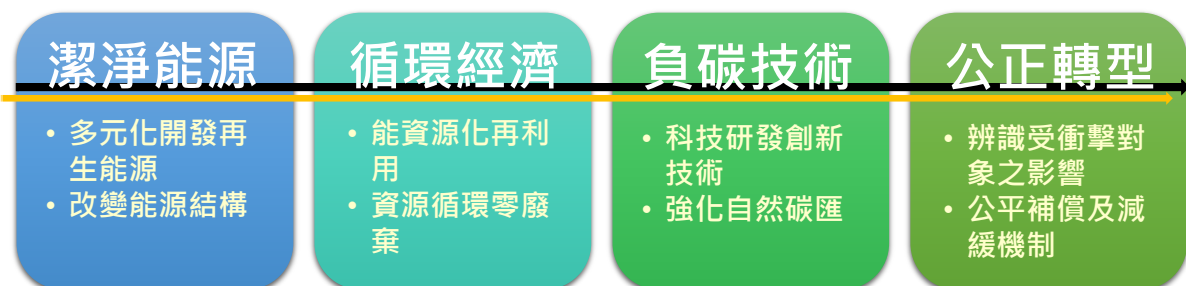 潔淨能源
• 多元化開發再
生能源
• 改變能源結構
循環經濟
• 能資源化再利
用
• 資源循環零廢
棄
負碳技術
• 科技研發創新
技術
• 強化自然碳匯
公正轉型
• 辨識受衝擊對
象之影響
• 公平補償及減
緩機制